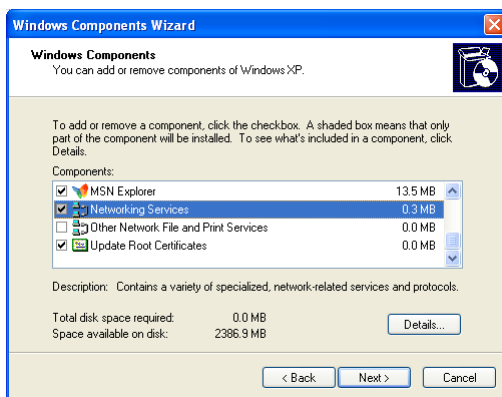 Windows Components Wizard
Windows Components
You can add or remove components of Windows XP.
To add or remove a component, click the checkbox. A shaded box means that only
part of the component will be installed. To see what's included in a component, click
Details.
Components:
MSN Explorer 13.5 MB
Networking Services 0.3 MB
Other Network File and Print Services 0.0 MB
Update Root Certificates 0.0 MB
Description: Contains a variety of specialized, network-related services and protocols.
Total disk space required: 0.0 MB
Space available on disk: 2386.9 MB
Details...
< Back Next > Cancel